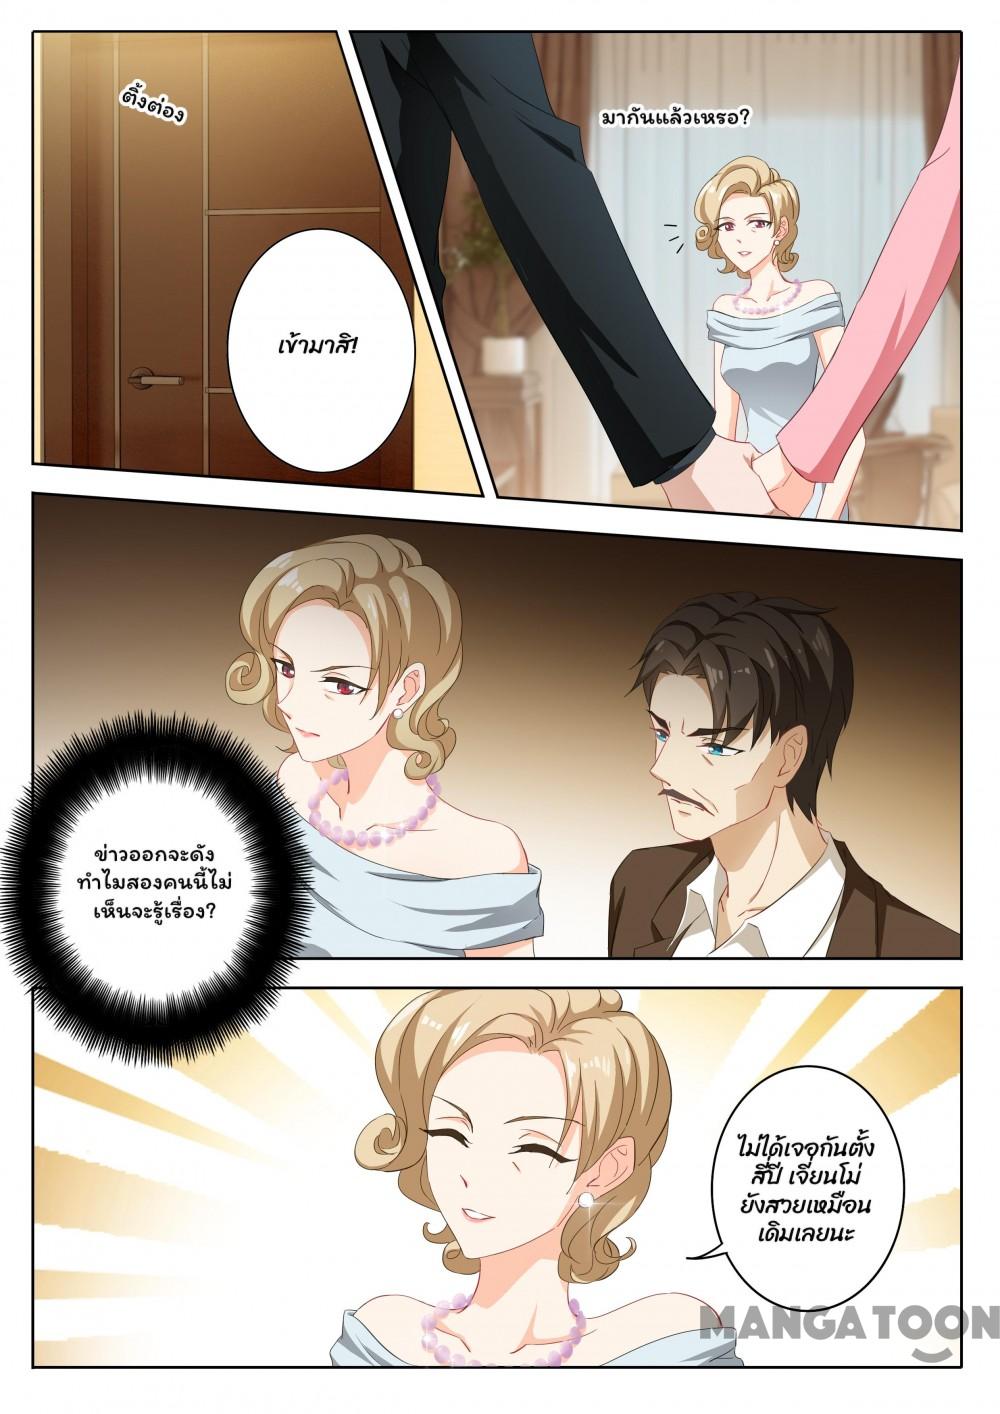 ติ๊งต่อง
เข้ามาสิ!
มากันแล้วเหรอ?
ข่าวออกจะดัง
ทำไมสองคนนี้ไม่
เห็นจะรู้เรื่อง?
ไม่ได้เจอกันตั้ง
สี่ปี เจี่ยนโม่
ยังสวยเหมือน
เดิมเลยนะ
MANGATOON